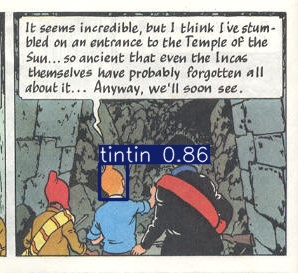 It seems incredible, but I think I've stum-
bled on an entrance to the Temple of the
Sun... so ancient that even the Incas
themselves have probably forgotten all
about it... Anyway, we'll soon see.
tintin 0.86